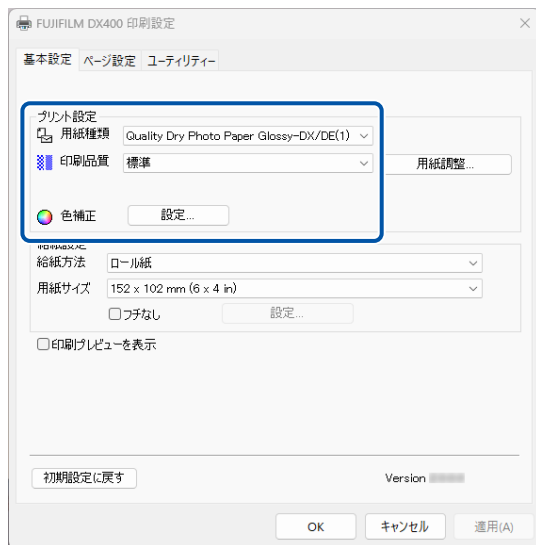 FUJIFILM DX400 印刷設定
基本設定 ページ設定 ユーティリティー
プリント設定
用紙種類 Quality Dry Photo Paper Glossy-DX/DE(1)
印刷品質 標準 用紙調整...
色補正 設定...
給紙設定
給紙方法 ロール紙
用紙サイズ 152 x 102 mm (6 x 4 in)
フチなし 設定...
印刷プレビューを表示
初期設定に戻す Version
OK キャンセル 適用(A)